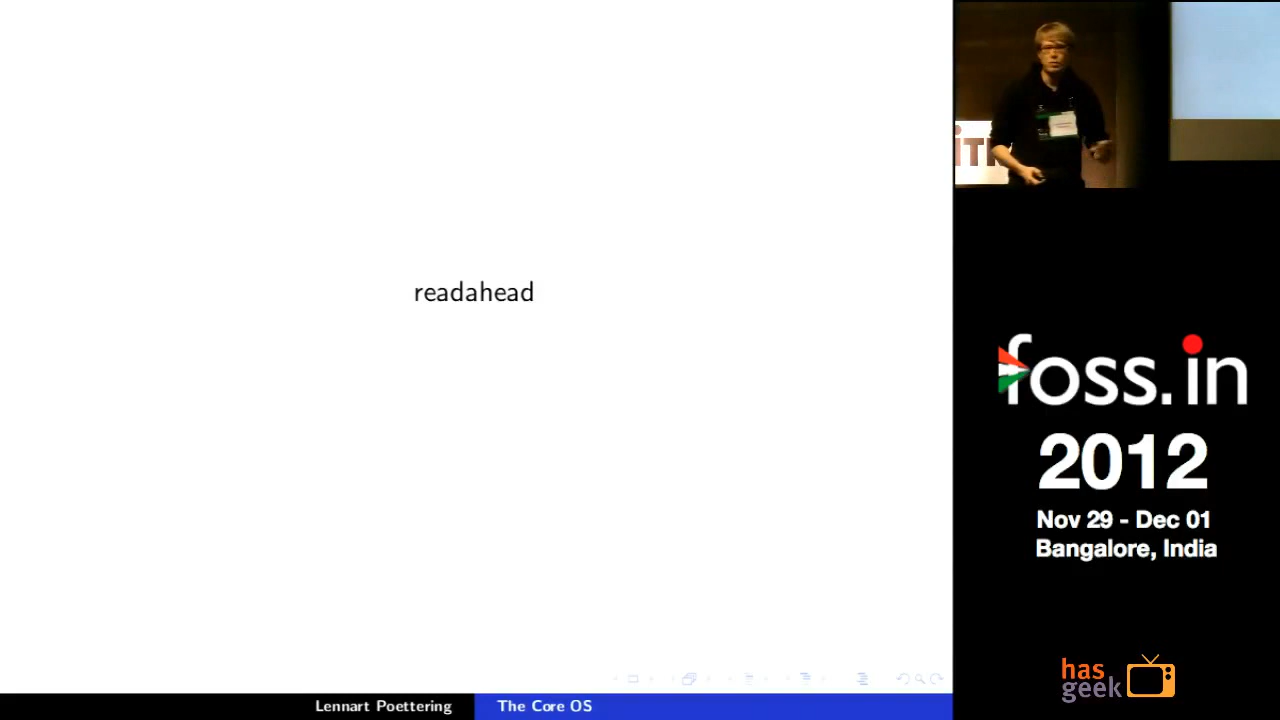 readahead
Lennart Poettering
The Core OS
foss.in
2012
Nov 29 - Dec 01
Bangalore, India
has
geek